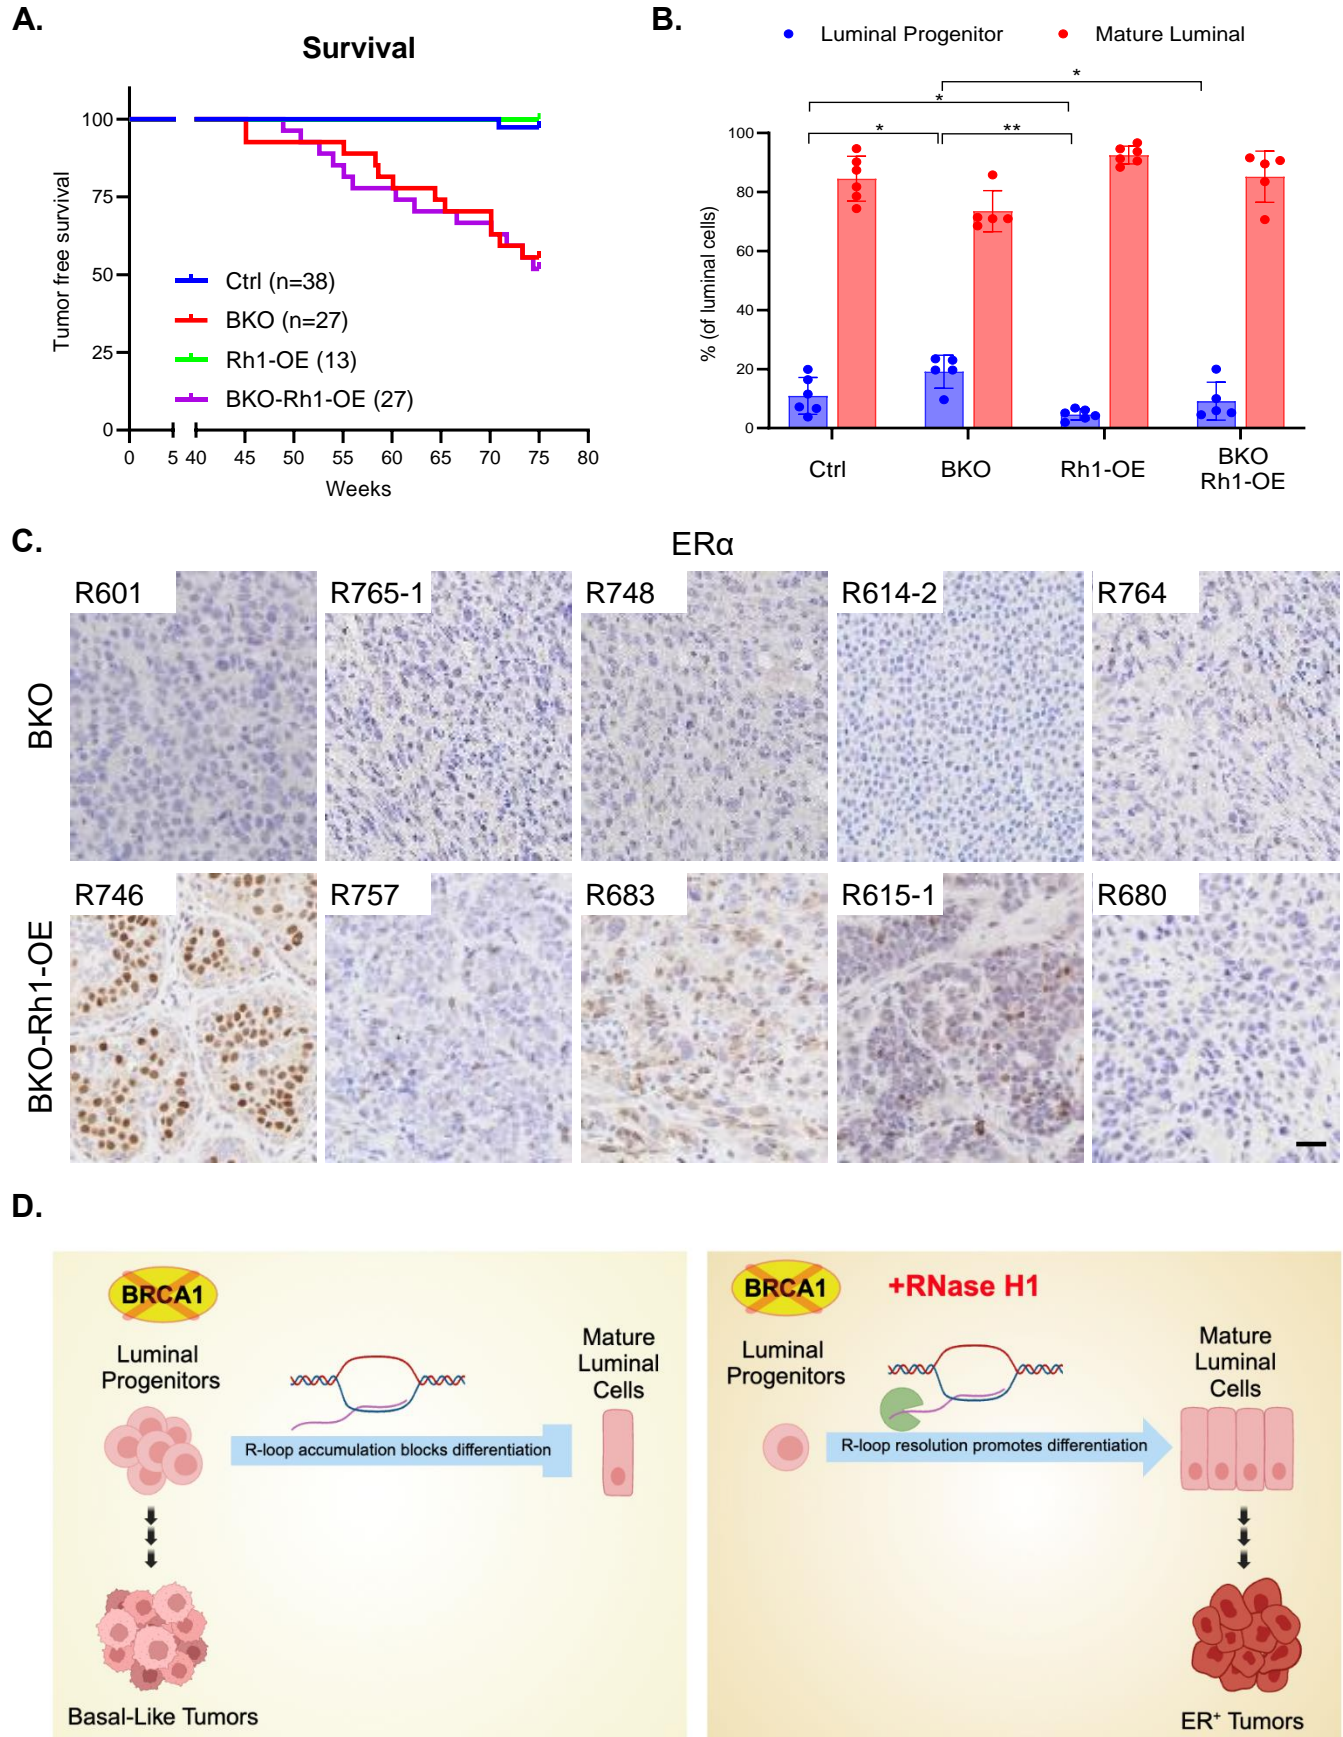 A.
Survival
Tumor free survival
100
75
50
25
0
Ctrl (n=38)
BKO (n=27)
Rh1-OE (13)
BKO-Rh1-OE (27)
0 5 40 45 50 55 60 65 70 75 80
Weeks
B.
Luminal Progenitor Mature Luminal
% (of luminal cells)
*
*
* **
100
80
60
40
20
0
Ctrl BKO Rh1-OE BKO
Rh1-OE
C.
ERα
BKO
R601 R765-1 R748 R614-2 R764
BKO-Rh1-OE
R746 R757 R683 R615-1 R680
D.
BRCA1
Luminal
Progenitors
Mature
Luminal
Cells
R-loop accumulation blocks differentiation
Basal-Like Tumors
BRCA1
+RNase H1
Luminal
Progenitors
Mature
Luminal
Cells
R-loop resolution promotes differentiation
ER⁺ Tumors